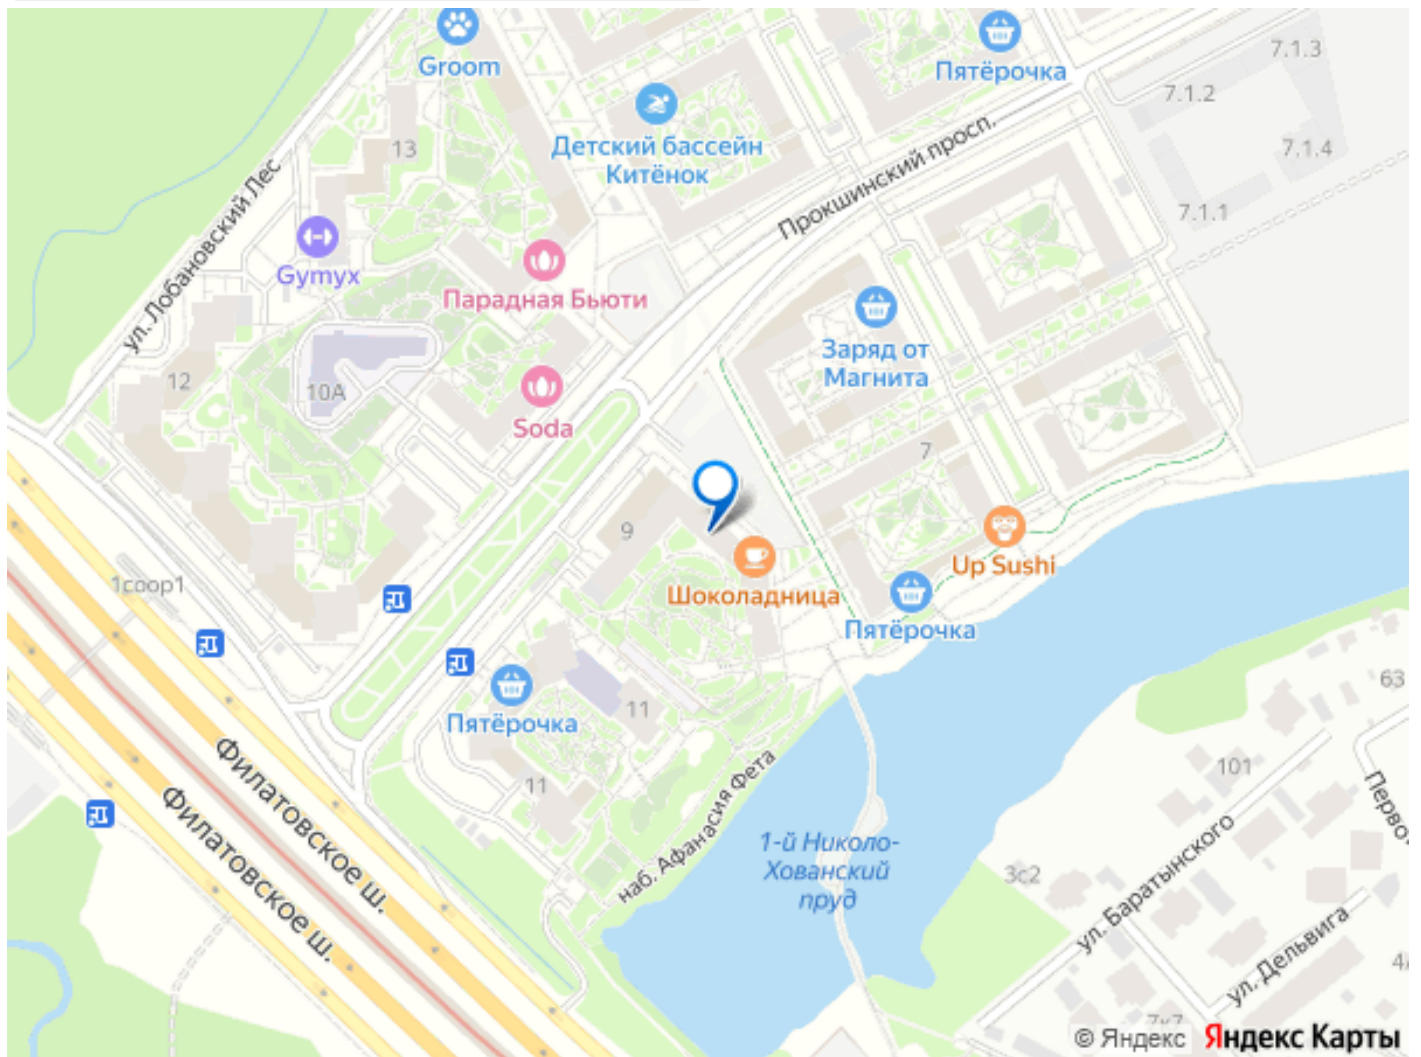 Groom
Пятёрочка
7.1.3
7.1.2
7.1.4
7.1.1
13
Детский бассейн
Китёнок
Прокшинский просп.
ул. Лобановский Лес
Gymyx
Парадная Бьюти
Заряд от
Магнита
12
10А
Soda
7
9
Up Sushi
Шоколадница
1соор1
Пятёрочка
Пятёрочка
11
11
63
101
Филатовское ш.
Филатовское ш.
наб. Афанасия Фета
1-й Николо-
Хованский
пруд
3с2
ул. Баратынского
ул. Дельвига
7к7
© Яндекс Яндекс Карты